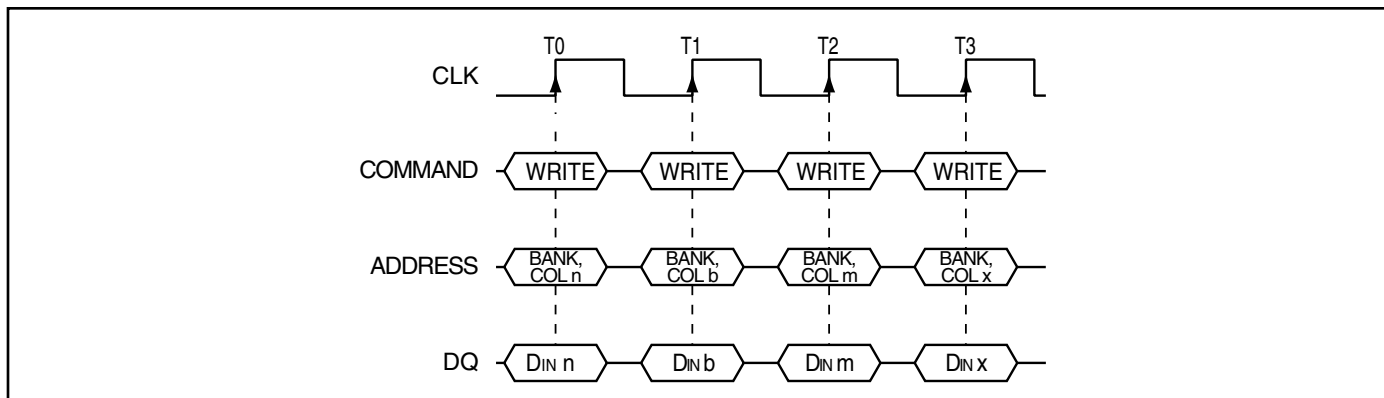 T0 T1 T2 T3
CLK
COMMAND WRITE WRITE WRITE WRITE
ADDRESS BANK, COL n BANK, COL b BANK, COL m BANK, COL x
DQ DIN n DIN b DIN m DIN x